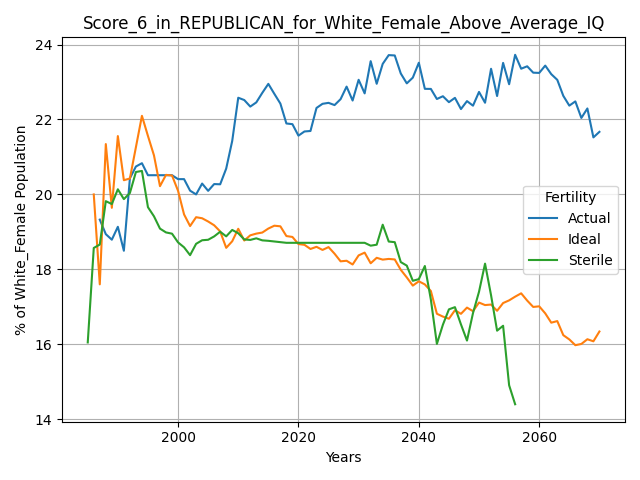 Score_6_in_REPUBLICAN_for_White_Female_Above_Average_IQ
24
22
20
18
16
14
% of White_Female Population
2000
2020
2040
2060
Years
Fertility
Actual
Ideal
Sterile